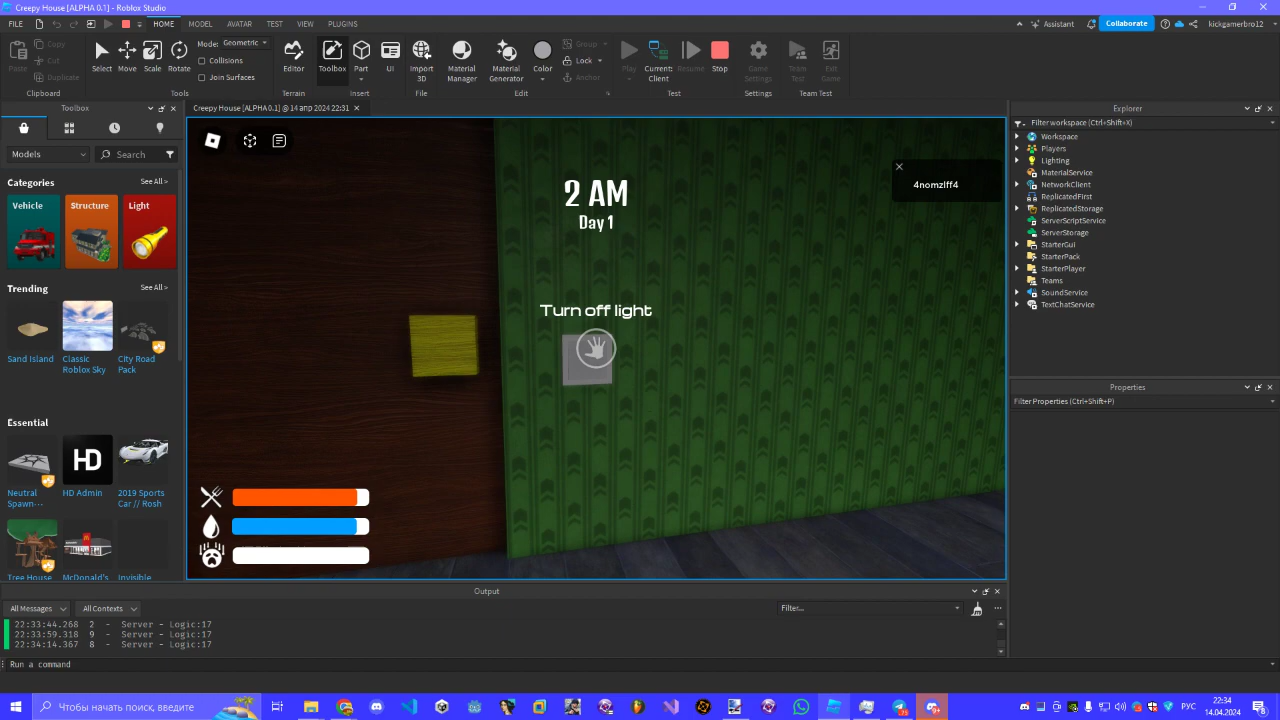 Creepy House [ALPHA 0.1] - Roblox Studio
FILE HOME MODEL AVATAR TEST VIEW PLUGINS
Assistant Collaborate kickgamerbro12
Paste Copy Cut Duplicate
Select Move Scale Rotate
Mode: Geometric
Collisions
Join Surfaces
Editor Toolbox Part UI Import 3D Material Manager Material Generator Color
Group Lock Anchor
Play Current: Client Resume Stop Game Settings Team Test Exit Game
Clipboard Tools Terrain Insert File Edit Test Settings Team Test
Toolbox
Creepy House [ALPHA 0.1] @ 14 апр 2024 22:31
Models Search
Categories See All >
Vehicle Structure Light
Trending See All >
Sand Island Classic Roblox Sky City Road Pack
Essential See All >
Neutral Spawn... HD Admin 2019 Sports Car // Rosh
Tree House McDonald's Invisible
2 AM
Day 1
4nomzlff4
Turn off light
Explorer
Filter workspace (Ctrl+Shift+X)
Workspace
Players
Lighting
MaterialService
NetworkClient
ReplicatedFirst
ReplicatedStorage
ServerScriptService
ServerStorage
StarterGui
StarterPack
StarterPlayer
Teams
SoundService
TextChatService
Properties
Filter Properties (Ctrl+Shift+P)
Output
All Messages All Contexts Filter...
22:33:44.268 2 - Server - Logic:17
22:33:59.318 9 - Server - Logic:17
22:34:14.367 8 - Server - Logic:17
Run a command
Чтобы начать поиск, введите
РУС
22:34
14.04.2024